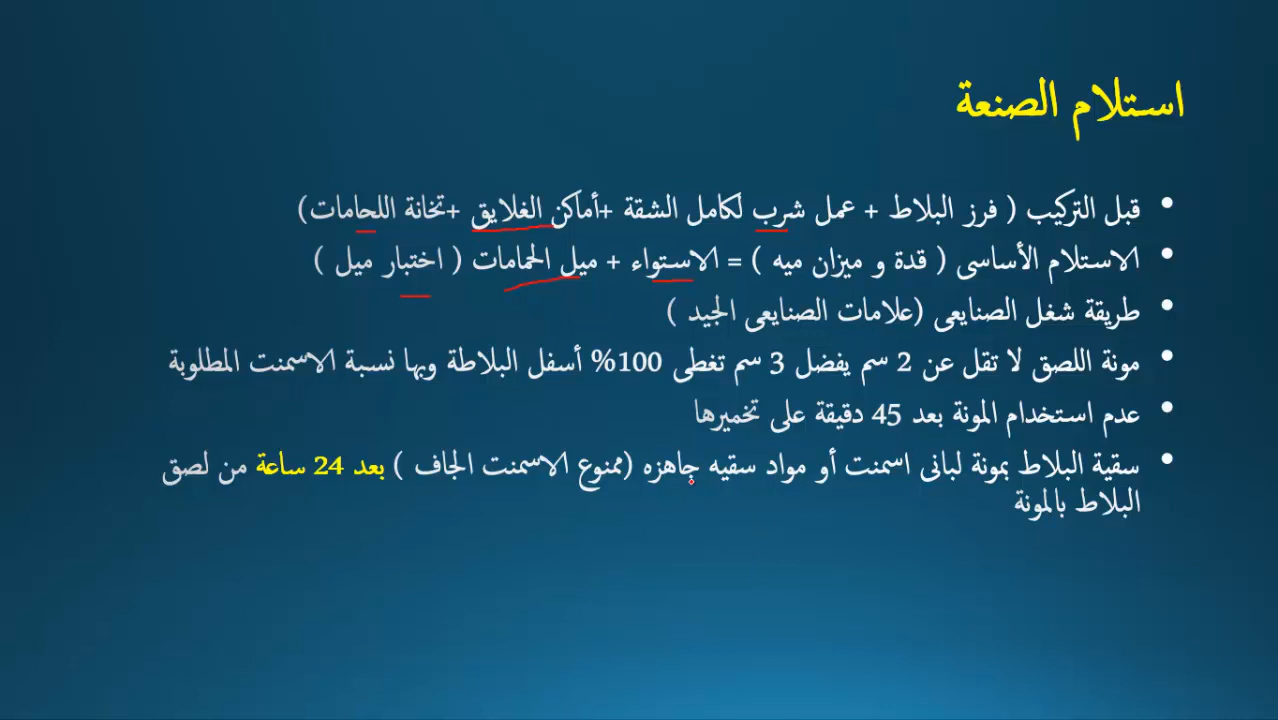 استلام الصنعة
• قبل التركيب ( فرز البلاط + عمل شرب لكامل الشقة +أماكن الغلايق +تخانة اللحامات)
• الاستلام الأساسى ( قدة و ميزان ميه ) = الاستواء + ميل الحمامات ( اختبار ميل )
• طريقة شغل الصنايعى (علامات الصنايعى الجيد )
• مونة اللصق لا تقل عن 2 سم يفضل 3 سم تغطى 100% أسفل البلاطة وبها نسبة الاسمنت المطلوبة
• عدم استخدام المونة بعد 45 دقيقة على تخميرها
• سقية البلاط بمونة لبانى اسمنت أو مواد سقيه جاهزه (ممنوع الاسمنت الجاف ) بعد 24 ساعة من لصق
البلاط بالمونة